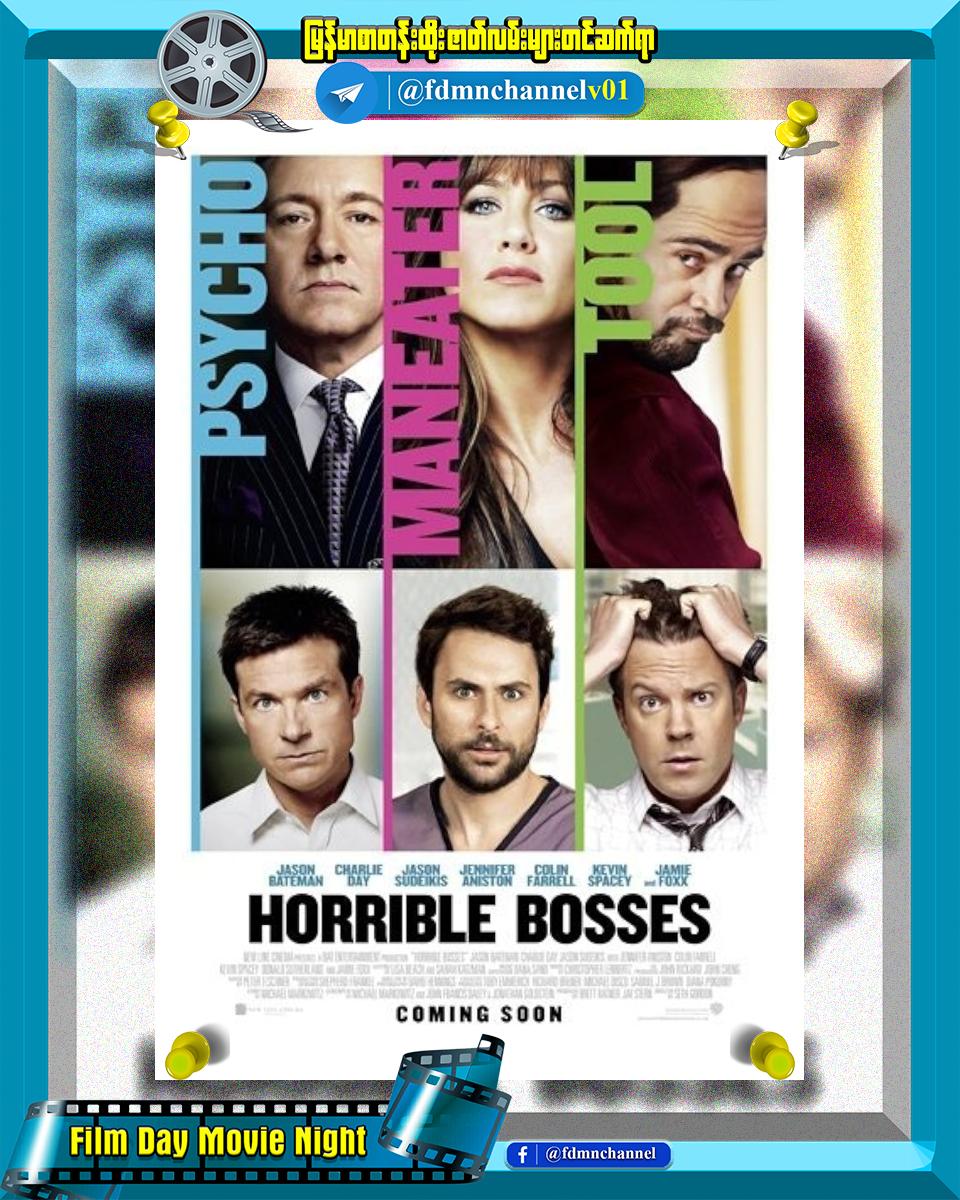 မြန်မာစာတန်းထိုးဇာတ်လမ်းများတင်ဆက်ရာ
@fdmnchannelv01
PSYCHO
MANEATER
TOOL
JASON BATEMAN CHARLIE DAY JASON SUDEIKIS JENNIFER ANISTON COLIN FARRELL KEVIN SPACEY and JAMIE FOXX
HORRIBLE BOSSES
COMING SOON
Film Day Movie Night
@fdmnchannel